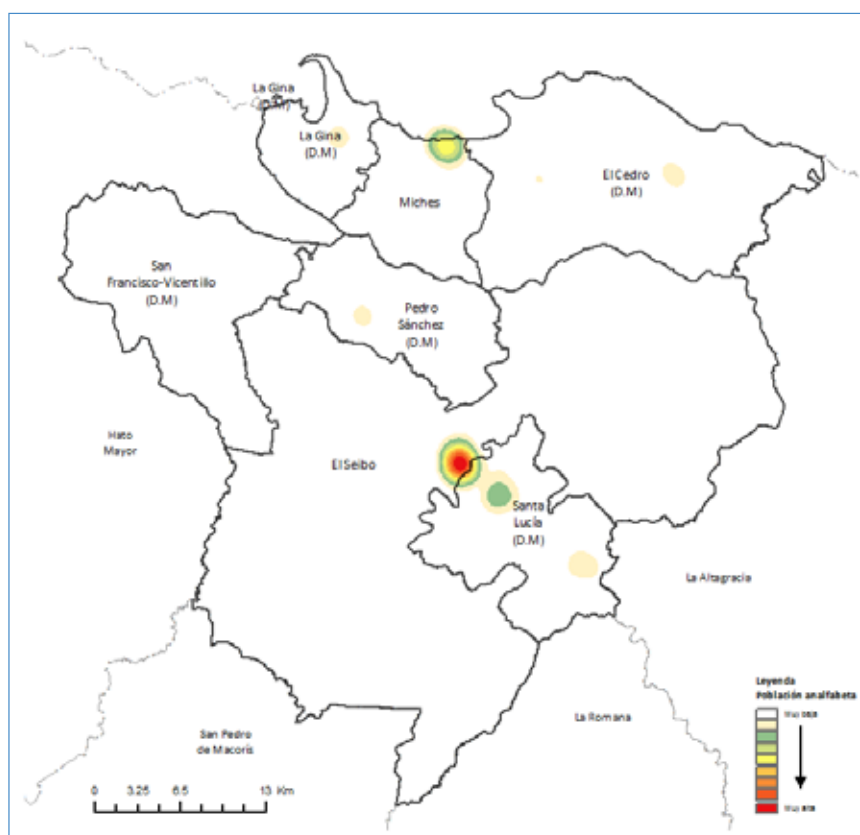 La Gina
(D.M)
La Gina
(D.M)
Miches
El Cedro
(D.M)
San
Francisco-Vicentillo
(D.M)
Pedro
Sánchez
(D.M)
Hato
Mayor
El Seibo
Santa
Lucía
(D.M)
La Altagracia
Leyenda
Población analfabeta
Muy baja
Muy alta
La Romana
San Pedro
de Macorís
0 3.25 6.5 13 Km